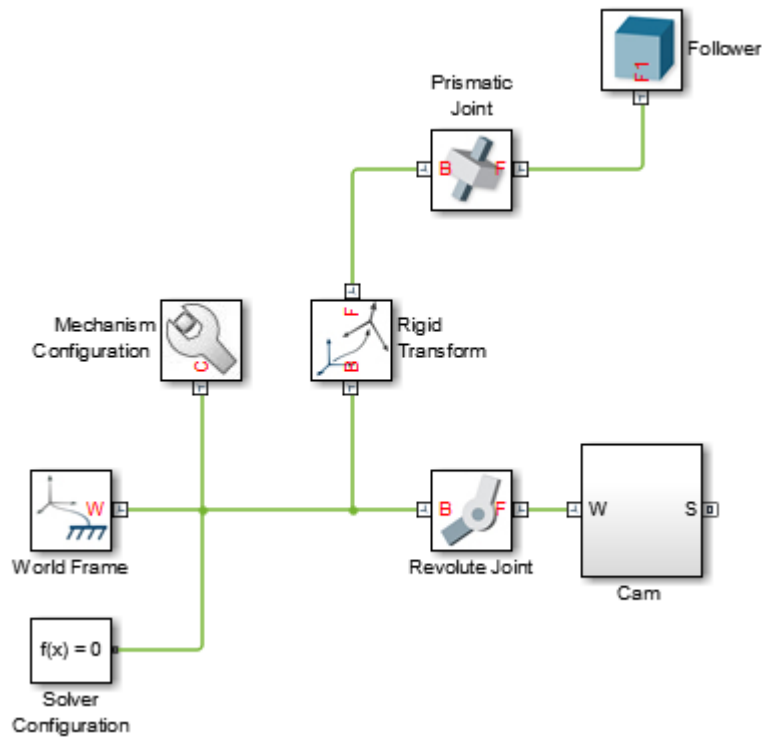 F1
Follower
Prismatic
Joint
B
F
Mechanism
Configuration
C
F
B
Rigid
Transform
W
World Frame
B
F
Revolute Joint
W
S
Cam
f(x) = 0
Solver
Configuration